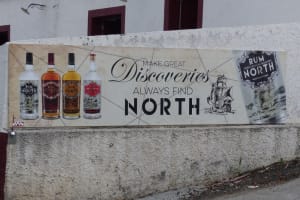 MAKE GREAT
Discoveries
ALWAYS FIND
NORTH
RUM
NORTH